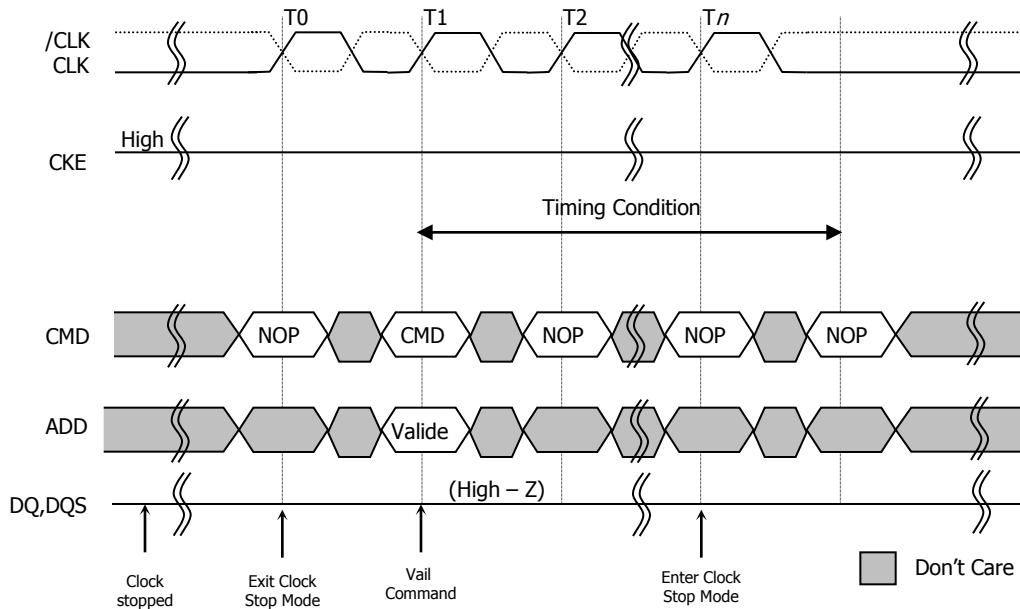 T0 T1 T2 Tn
/CLK
CLK
High
CKE
Timing Condition
CMD NOP CMD NOP NOP NOP
ADD Valide
(High – Z)
DQ,DQS
Clock
stopped
Exit Clock
Stop Mode
Vail
Command
Enter Clock
Stop Mode
Don't Care